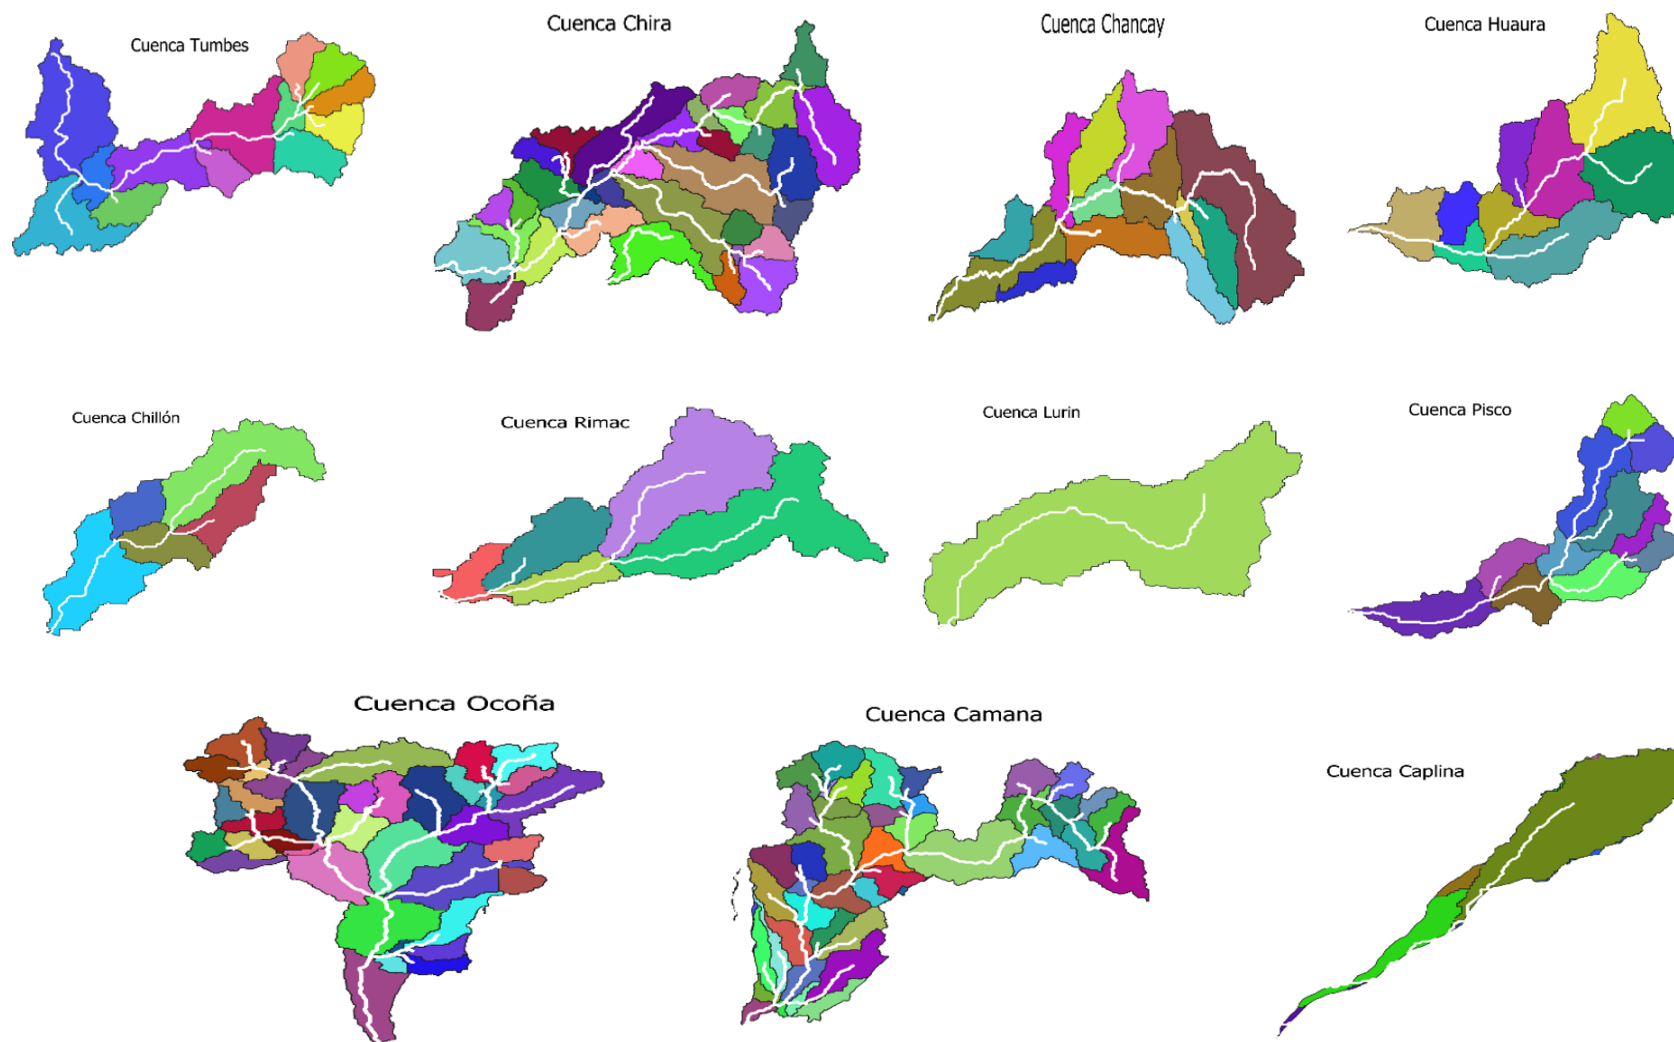 Cuenca Tumbes
Cuenca Chira
Cuenca Chancay
Cuenca Huaura
Cuenca Chillón
Cuenca Rimac
Cuenca Lurin
Cuenca Pisco
Cuenca Ocoña
Cuenca Camana
Cuenca Caplina